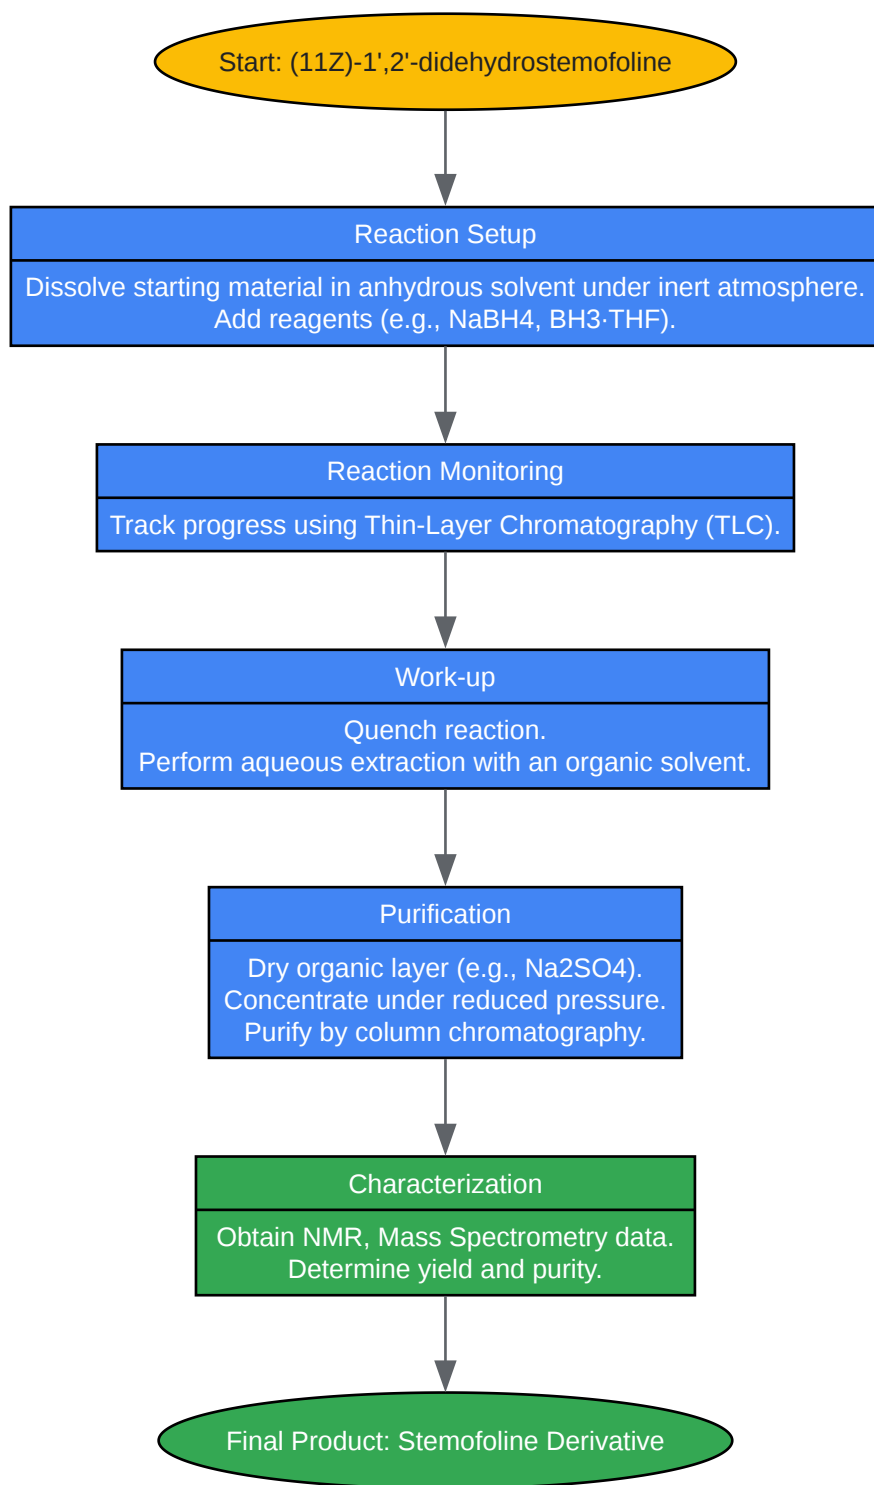 Start: (11Z)-1',2'-didehydrostemofoline
Reaction Setup
Dissolve starting material in anhydrous solvent under inert atmosphere.
Add reagents (e.g., NaBH4, BH3·THF).
Reaction Monitoring
Track progress using Thin-Layer Chromatography (TLC).
Work-up
Quench reaction.
Perform aqueous extraction with an organic solvent.
Purification
Dry organic layer (e.g., Na2SO4).
Concentrate under reduced pressure.
Purify by column chromatography.
Characterization
Obtain NMR, Mass Spectrometry data.
Determine yield and purity.
Final Product: Stemofoline Derivative